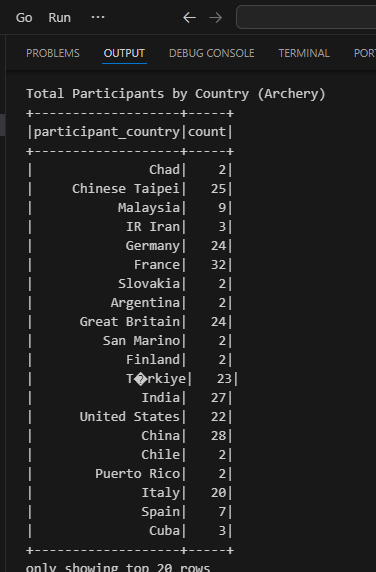 Go Run ... ← →
PROBLEMS OUTPUT DEBUG CONSOLE TERMINAL POR
Total Participants by Country (Archery)
+-------------------+-----+
|participant_country|count|
+-------------------+-----+
|               Chad|    2|
|     Chinese Taipei|   25|
|           Malaysia|    9|
|            IR Iran|    3|
|            Germany|   24|
|             France|   32|
|           Slovakia|    2|
|          Argentina|    2|
|      Great Britain|   24|
|         San Marino|    2|
|            Finland|    2|
|            T�rkiye|   23|
|              India|   27|
|      United States|   22|
|              China|   28|
|              Chile|    2|
|        Puerto Rico|    2|
|              Italy|   20|
|              Spain|    7|
|               Cuba|    3|
+-------------------+-----+
only showing top 20 rows